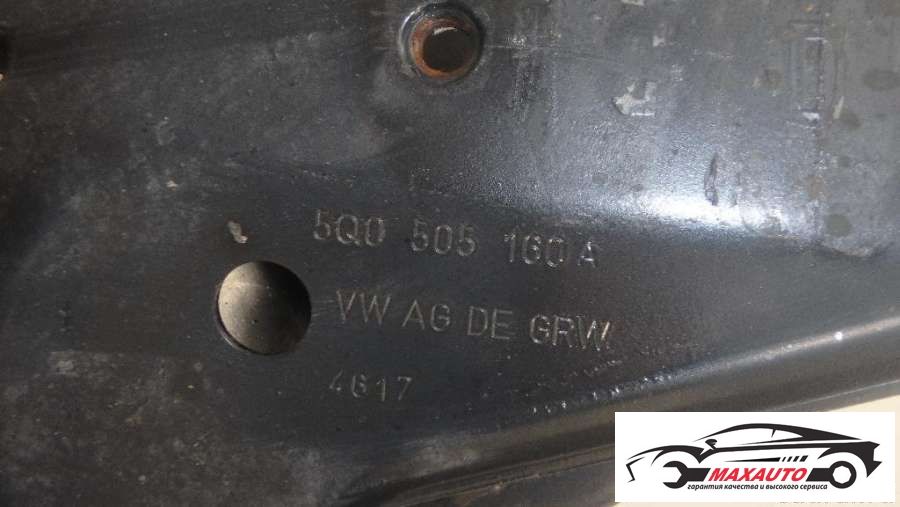 5Q0 505 160 A
VW AG DE GRW
4617
MAXAUTO
гарантия качества и высокого сервиса